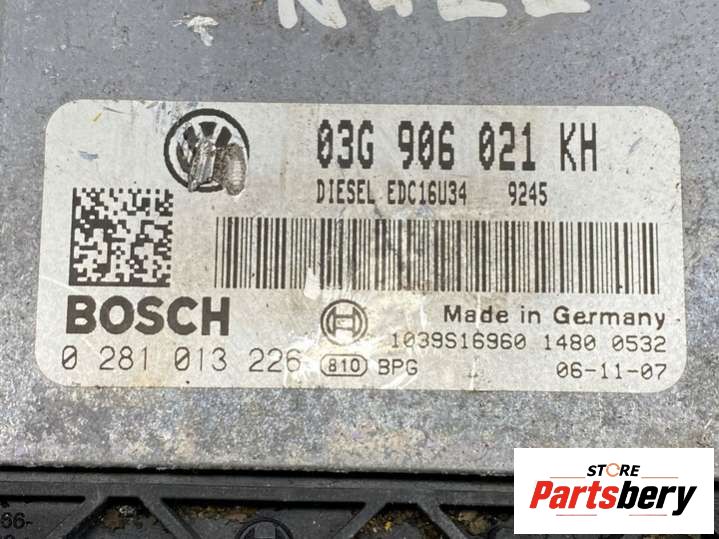 03G 906 021 KH
DIESEL EDC16U34 9245
BOSCH
Made in Germany
0 281 013 226
1039S16960 1480 0532
810 BPG
06-11-07
66-
STORE
Partsbery